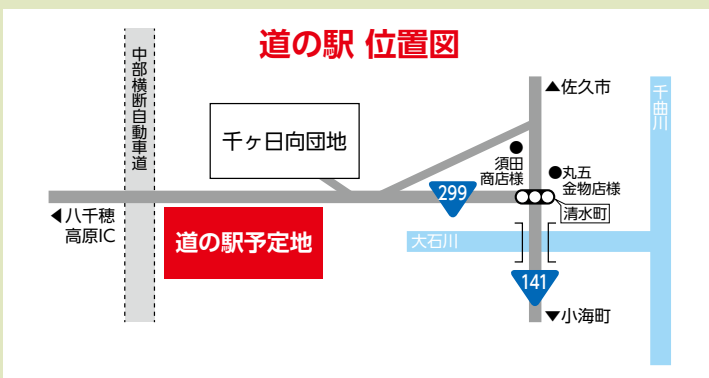 道の駅 位置図
中部横断自動車道
千ヶ日向団地
▲佐久市
千曲川
須田
商店様
丸五
金物店様
299
清水町
◀八千穂
高原IC
道の駅予定地
大石川
141
▼小海町